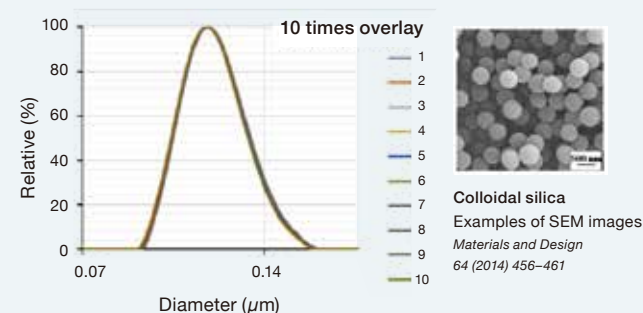 10 times overlay
Relative (%)
100
80
60
40
20
0
0.07
0.14
Diameter (μm)
1
2
3
4
5
6
7
8
9
10
Colloidal silica
Examples of SEM images
Materials and Design
64 (2014) 456–461